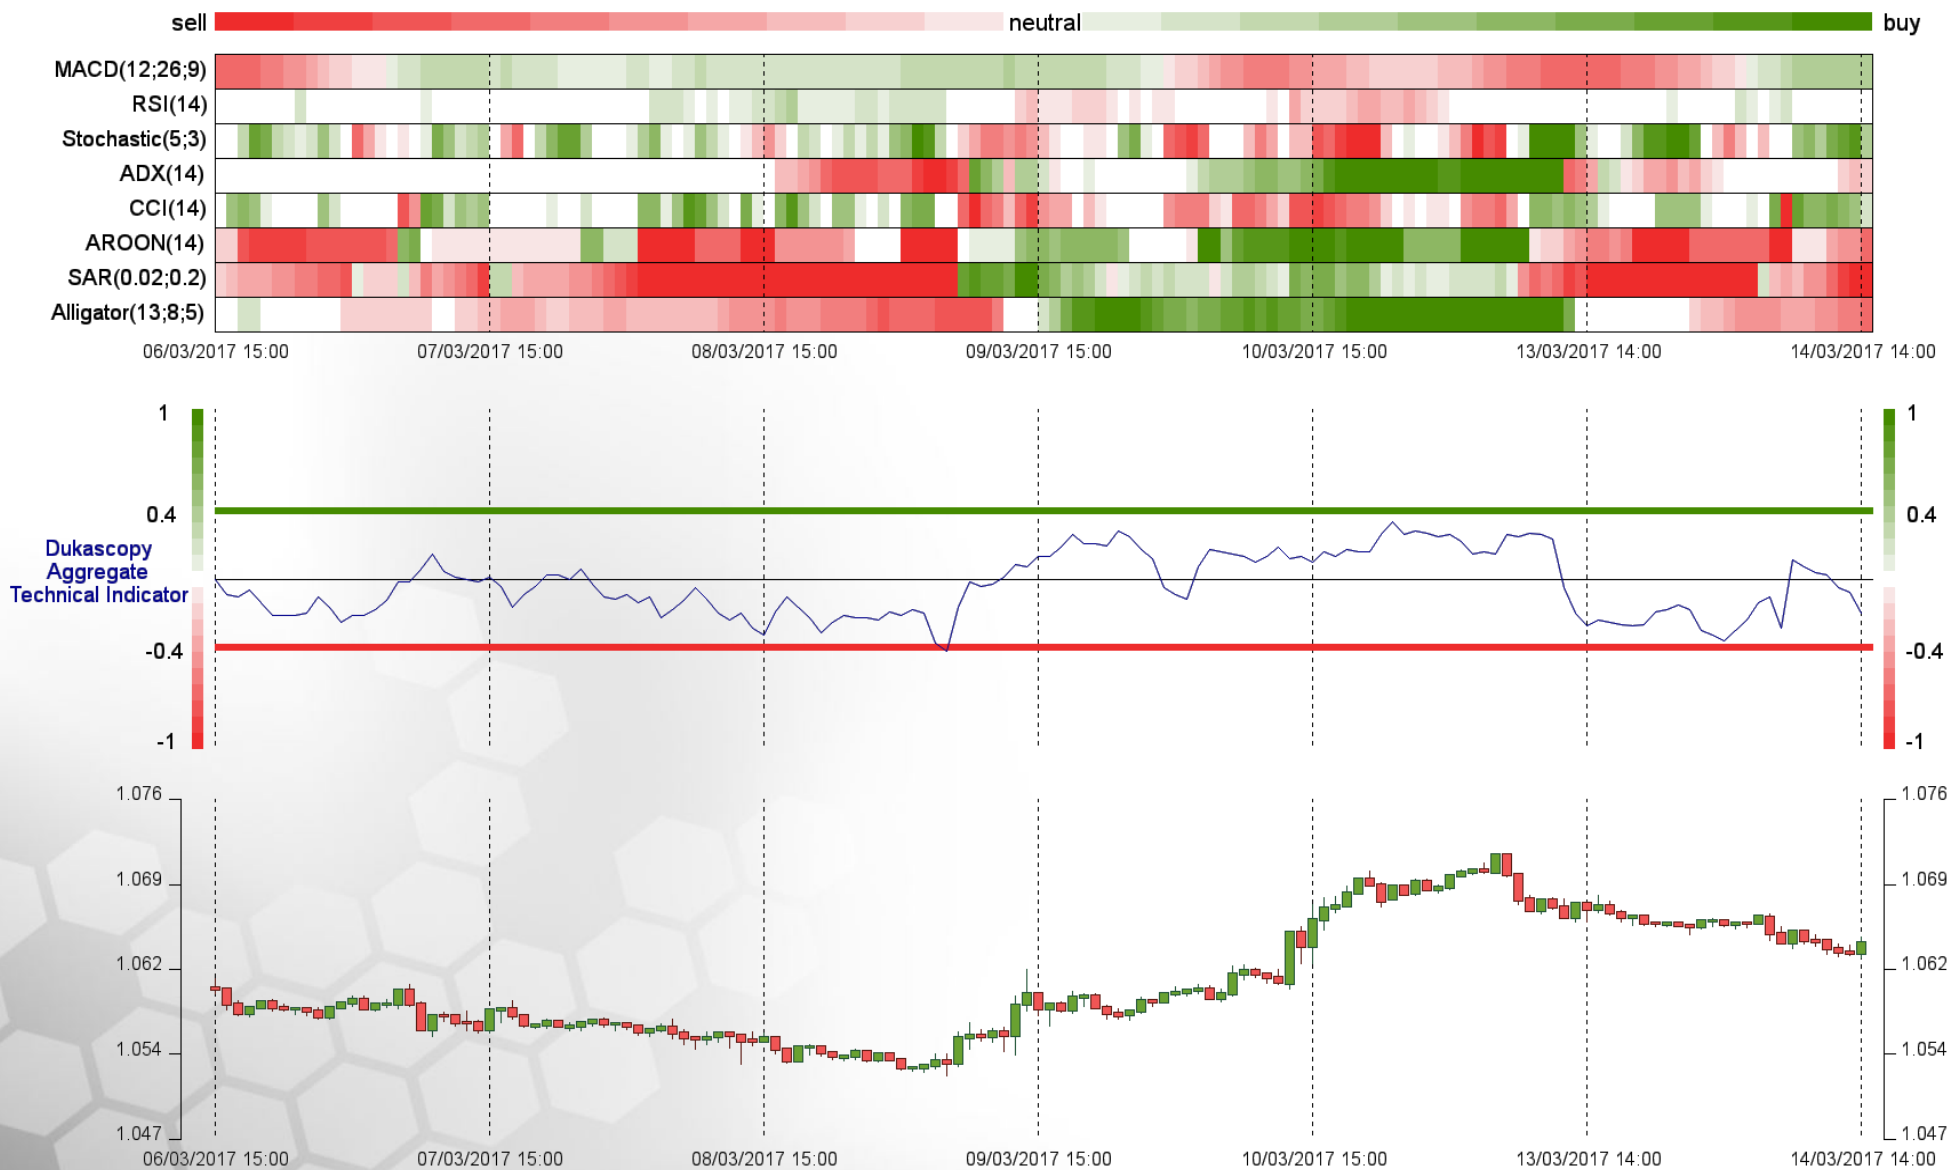 sell neutral buy
MACD(12;26;9)
RSI(14)
Stochastic(5;3)
ADX(14)
CCI(14)
AROON(14)
SAR(0.02;0.2)
Alligator(13;8;5)
06/03/2017 15:00 07/03/2017 15:00 08/03/2017 15:00 09/03/2017 15:00 10/03/2017 15:00 13/03/2017 14:00 14/03/2017 14:00
1 1
0.4 0.4
Dukascopy
Aggregate
Technical Indicator
-0.4 -0.4
-1 -1
1.076 1.076
1.069 1.069
1.062 1.062
1.054 1.054
1.047 1.047
06/03/2017 15:00 07/03/2017 15:00 08/03/2017 15:00 09/03/2017 15:00 10/03/2017 15:00 13/03/2017 14:00 14/03/2017 14:00